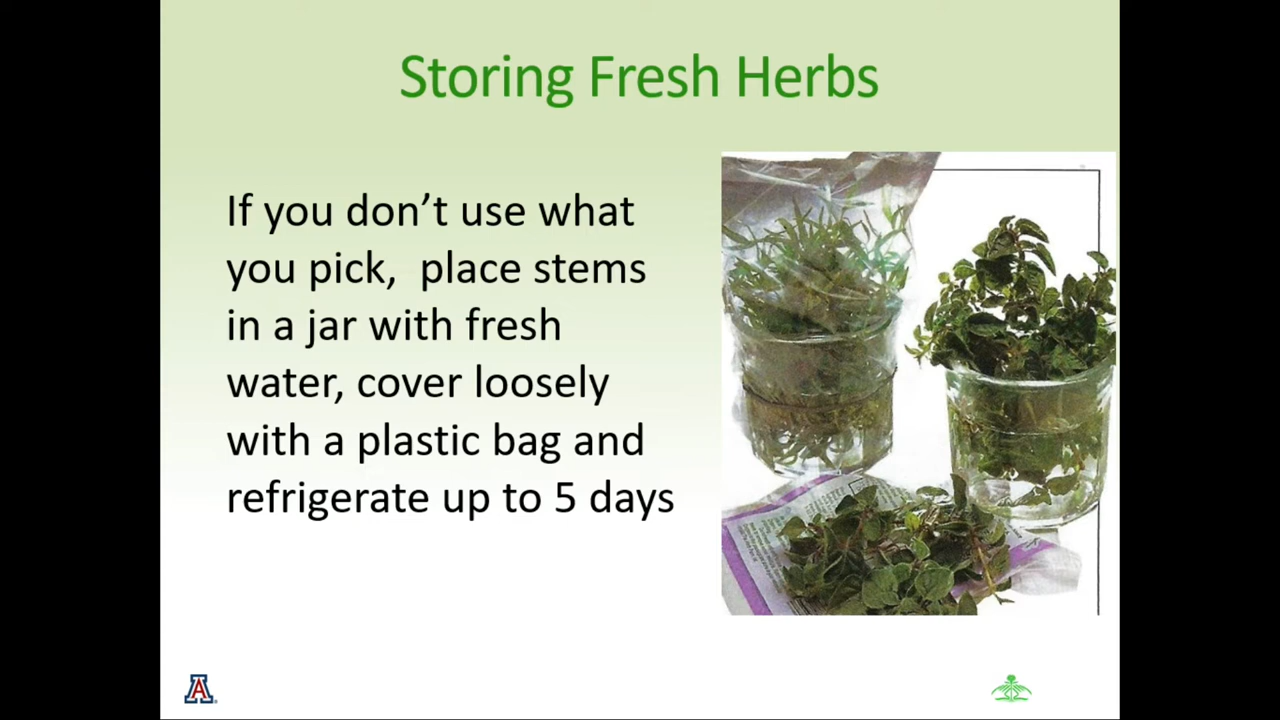 Storing Fresh Herbs
If you don’t use what
you pick,  place stems
in a jar with fresh
water, cover loosely
with a plastic bag and
refrigerate up to 5 days
A